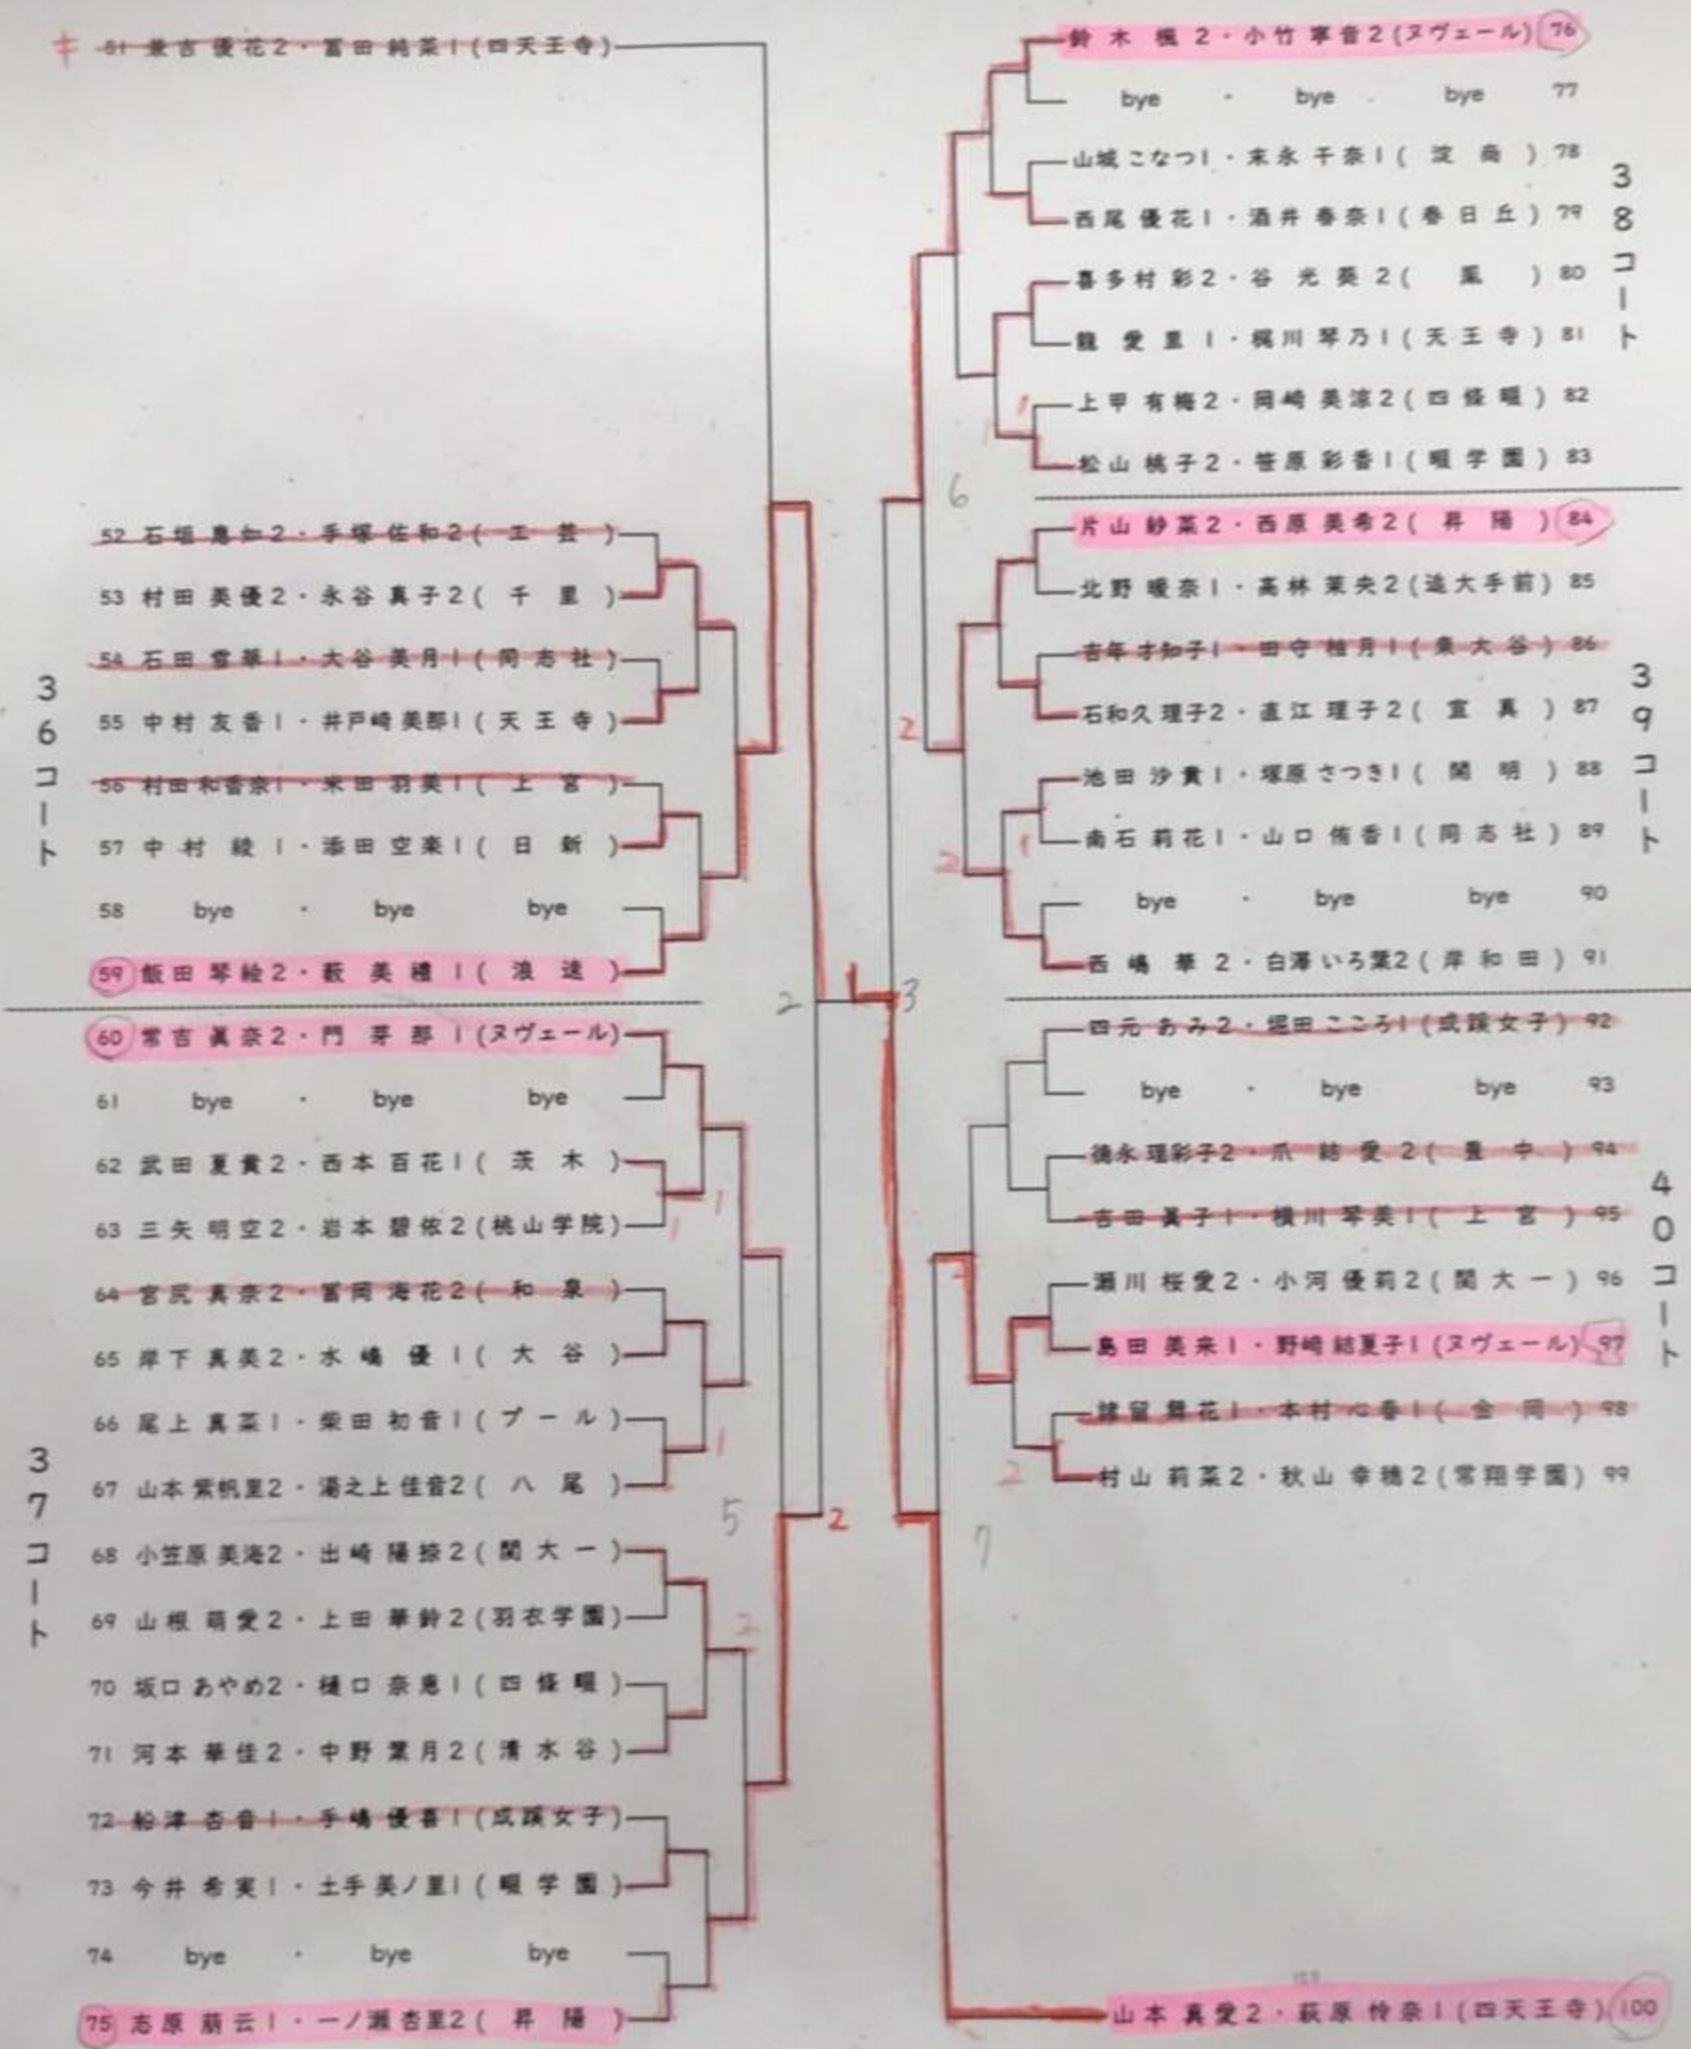 キ 51 兼吉 優花2・冨田 純菜1(四天王寺)
52 石垣 恵知2・手塚 佐和2(工芸)
53 村田 美優2・永谷 真子2(千里)
54 石田 雪華1・大谷 美月1(同志社)
55 中村 友香1・井戸崎 美那1(天王寺)
56 村田 和香奈1・米田 羽美1(上宮)
57 中村 綾1・添田 空楽1(日新)
58 bye・bye bye
59 飯田 琴絵2・薮 美禮1(浪速)
36コート
60 常吉 眞奈2・門 芽那1(ヌヴェール)
61 bye・bye bye
62 武田 夏貴2・西本 百花1(茨木)
63 三矢 明空2・岩本 碧依2(桃山学院)
64 宮尻 真奈2・冨岡 海花2(和泉)
65 岸下 真美2・水嶋 優1(大谷)
66 尾上 真菜1・柴田 初音1(プール)
67 山本 紫帆里2・湯之上 佳音2(八尾)
68 小笠原 美海2・出崎 陽捺2(関大一)
69 山根 萌愛2・上田 華鈴2(羽衣学園)
70 坂口 あやめ2・樋口 奈恵1(四條畷)
71 河本 華佳2・中野 葉月2(清水谷)
72 船津 杏音1・手嶋 優喜1(成蹊女子)
73 今井 希実1・土手 美ノ里1(畷学園)
74 bye・bye bye
75 志原 萠云1・一ノ瀬 杏里2(昇陽)
37コート
1
1
1
2
5
2
2
3
鈴木 楓2・小竹 寧音2(ヌヴェール) 76
bye・bye bye 77
山城 こなつ1・末永 千奈1(淀商) 78
西尾 優花1・酒井 春奈1(春日丘) 79
喜多村 彩2・谷 光葵2(鳳) 80
龍 愛里1・梶川 琴乃1(天王寺) 81
上甲 有梅2・岡崎 美涼2(四條畷) 82
松山 桃子2・笹原 彩香1(畷学園) 83
38コート
1
1
6
片山 紗菜2・西原 美希2(昇陽) 84
北野 暖奈1・高林 茉央2(追大手前) 85
吉年 才知子1・田守 柚月1(東大谷) 86
石和久 理子2・直江 理子2(宣真) 87
池田 沙貴1・塚原 さつき1(開明) 88
南石 莉花1・山口 侑香1(同志社) 89
bye・bye bye 90
西嶋 華2・白澤 いろ葉2(岸和田) 91
39コート
2
1
2
四元 あみ2・堀田 こころ1(成蹊女子) 92
bye・bye bye 93
徳永 理彩子2・爪 結愛2(豊中) 94
吉田 眞子1・横川 琴美1(上宮) 95
瀬川 桜愛2・小河 優莉2(関大一) 96
島田 美来1・野崎 結夏子1(ヌヴェール) 97
諸留 舞花1・本村 心春1(金岡) 98
村山 莉菜2・秋山 幸穂2(常翔学園) 99
40コート
2
7
山本 真愛2・萩原 怜奈1(四天王寺) 100